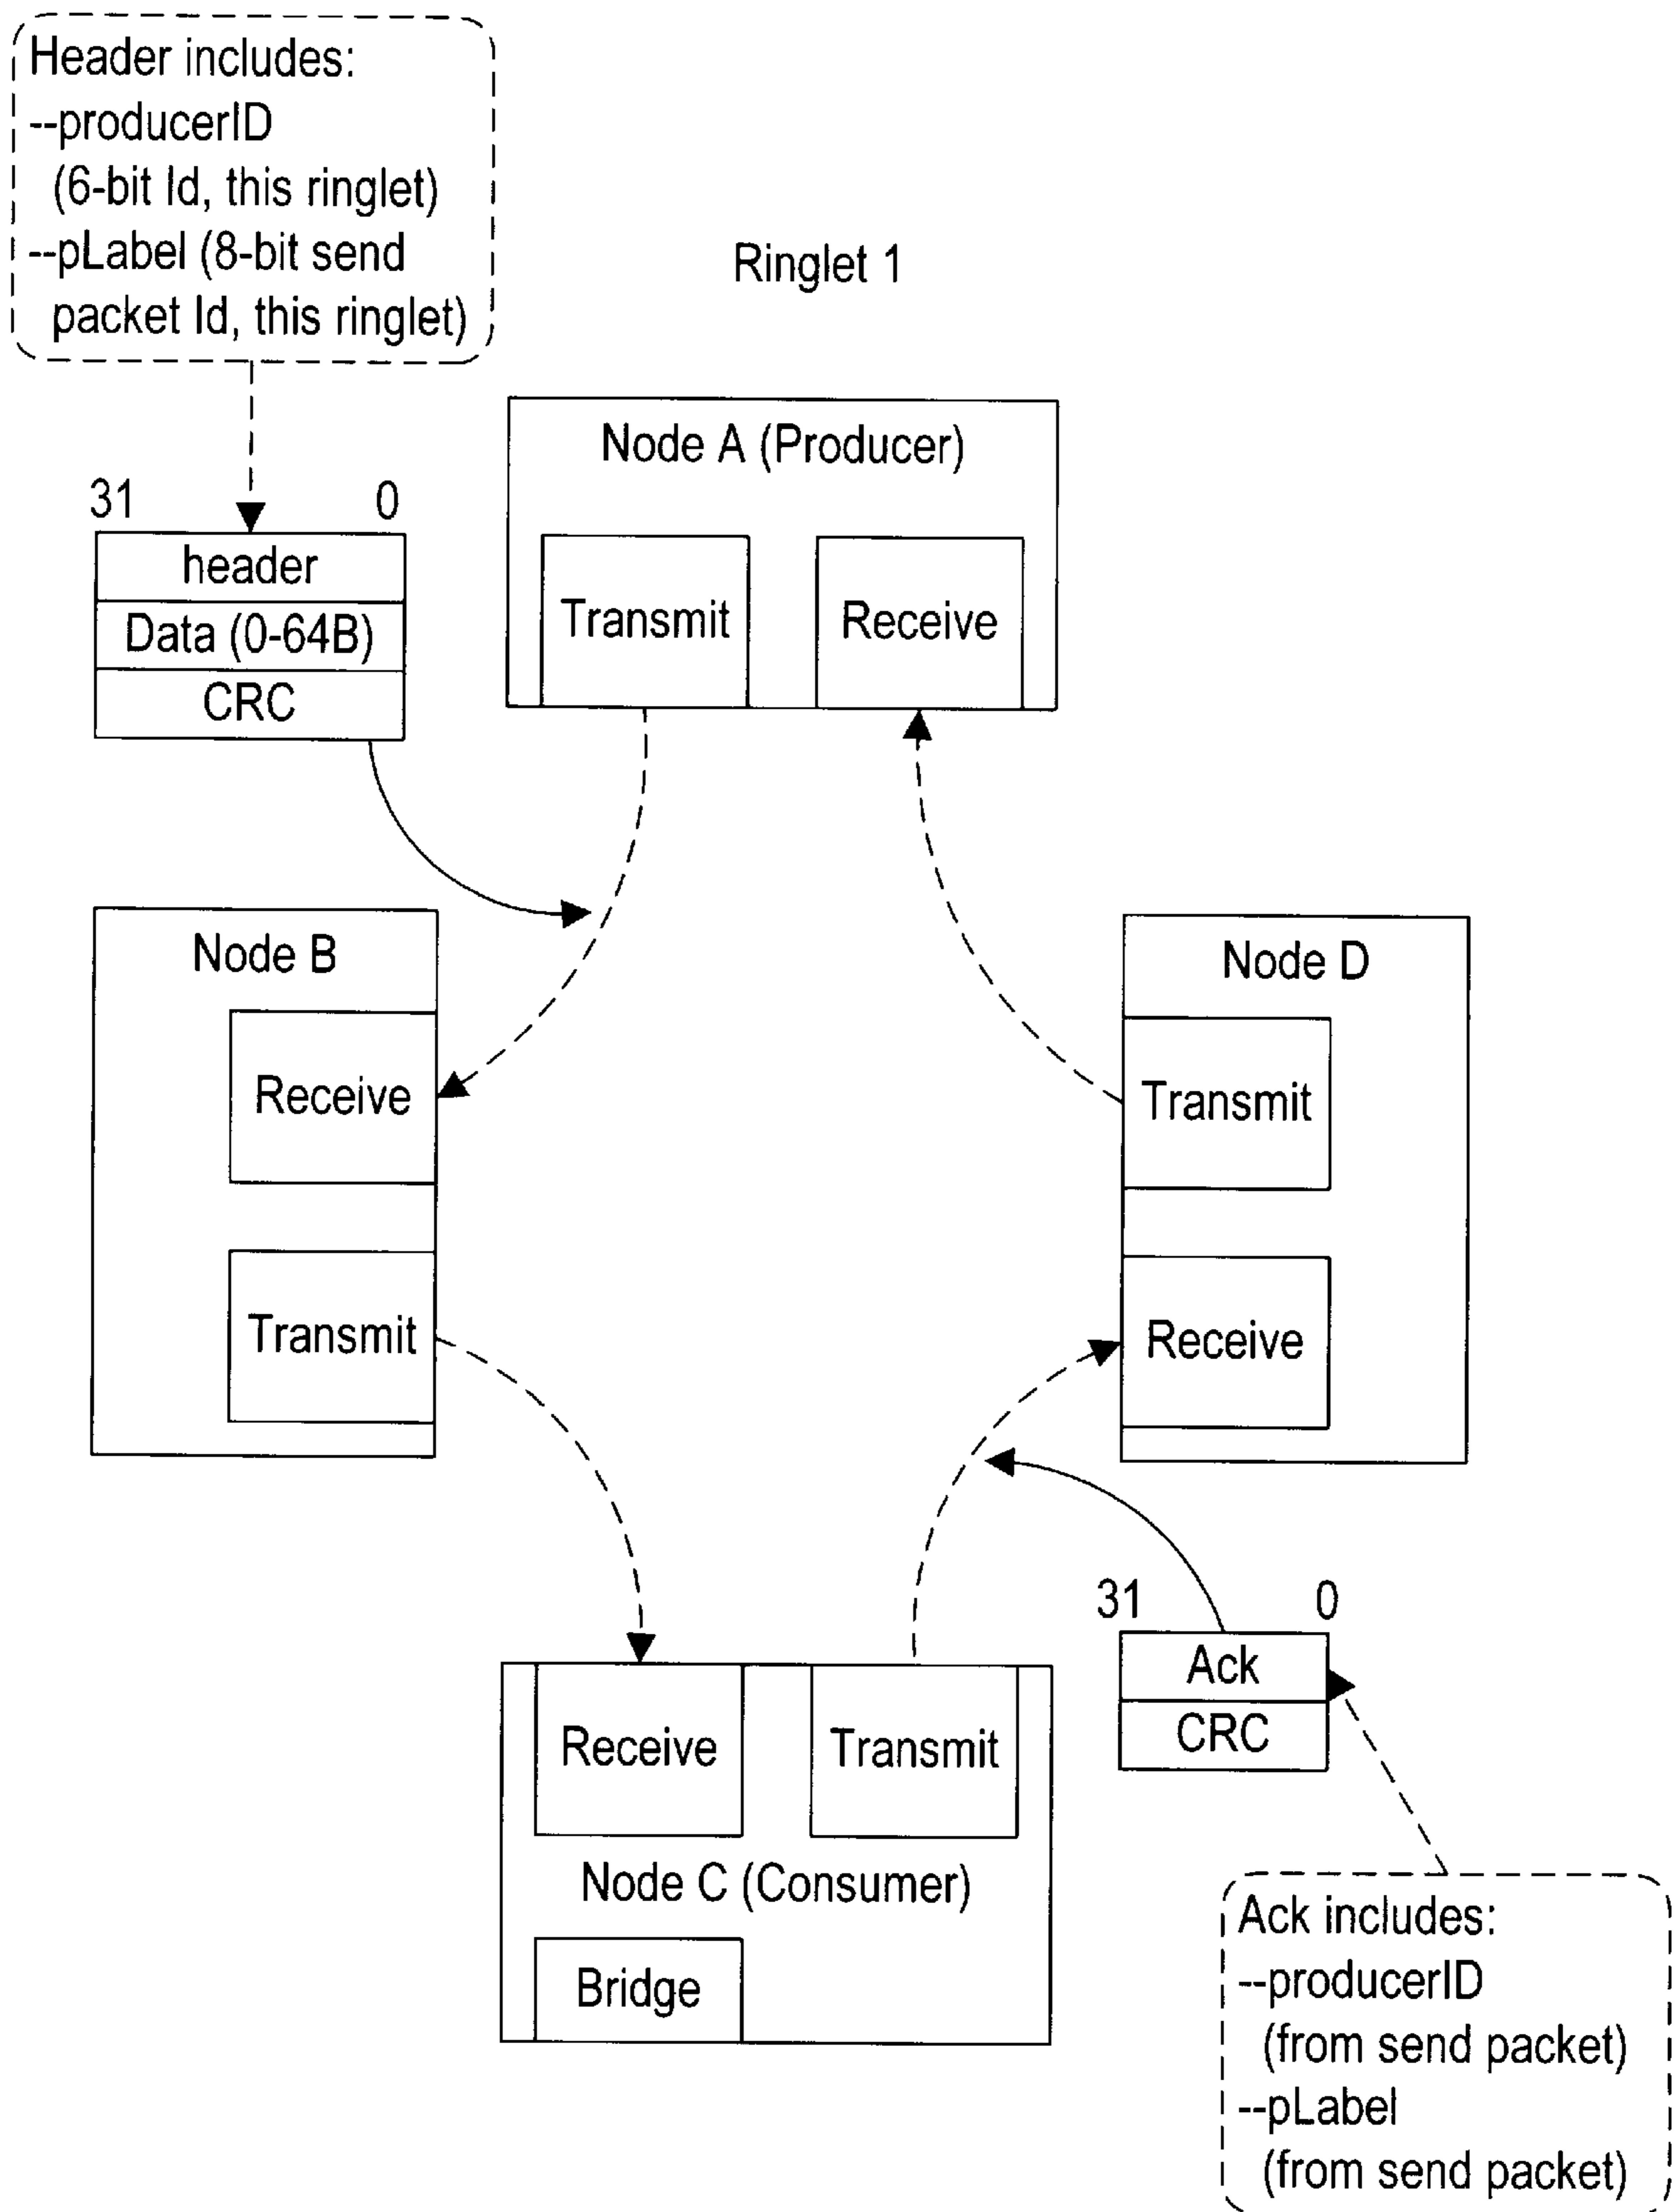 Header includes:
--producerID
(6-bit Id, this ringlet)
--pLabel (8-bit send
packet Id, this ringlet)
Ringlet 1
Node A (Producer)
Transmit
Receive
31
0
header
Data (0-64B)
CRC
Node B
Receive
Transmit
Node D
Transmit
Receive
Receive
Transmit
Node C (Consumer)
Bridge
31
0
Ack
CRC
Ack includes:
--producerID
(from send packet)
--pLabel
(from send packet)